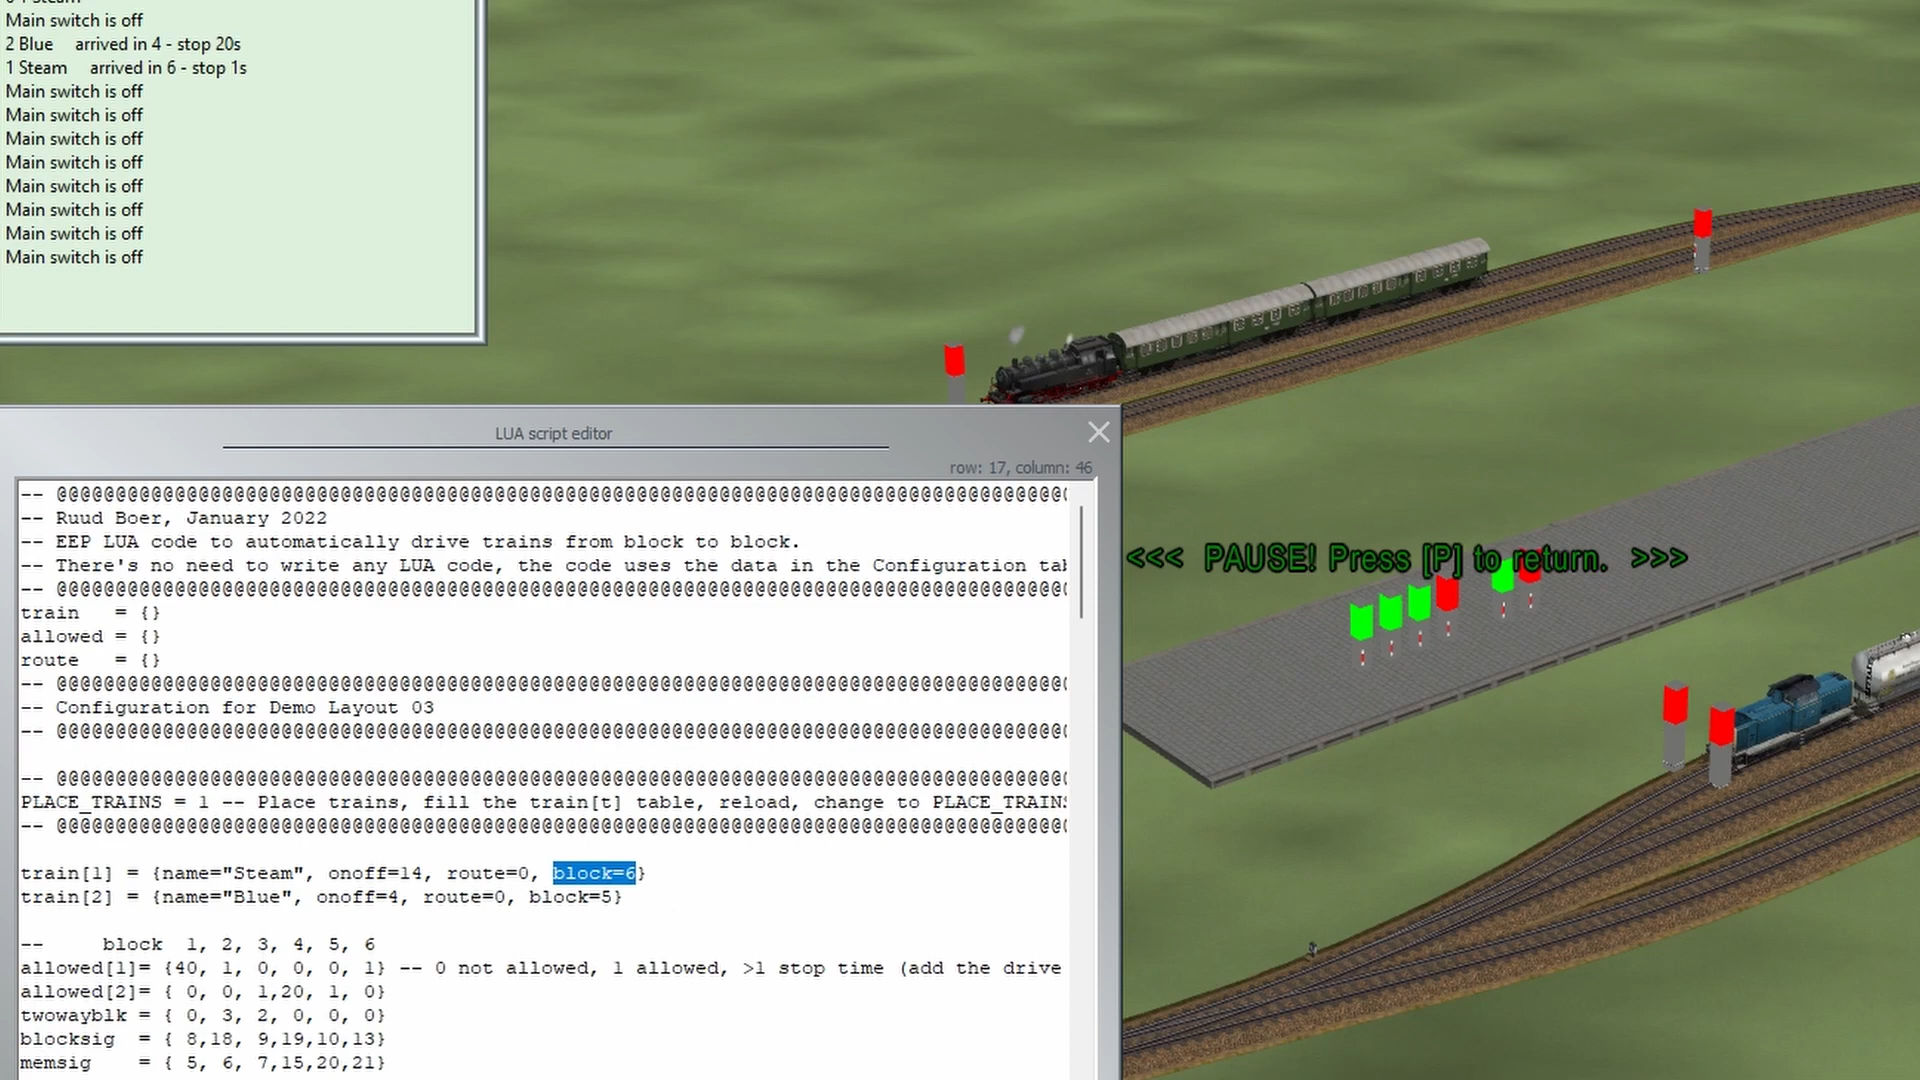 Main switch is off
2 Blue arrived in 4 - stop 20s
1 Steam arrived in 6 - stop 1s
Main switch is off
Main switch is off
Main switch is off
Main switch is off
Main switch is off
Main switch is off
Main switch is off
Main switch is off
LUA script editor
row: 17, column: 46
-- @@@@@@@@@@@@@@@@@@@@@@@@@@@@@@@@@@@@@@@@@@@@@@@@@@@@@@@@@@@@@@@@@@@@@@@@@@@@@@@@@@@@@
-- Ruud Boer, January 2022
-- EEP LUA code to automatically drive trains from block to block.
-- There's no need to write any LUA code, the code uses the data in the Configuration tab
-- @@@@@@@@@@@@@@@@@@@@@@@@@@@@@@@@@@@@@@@@@@@@@@@@@@@@@@@@@@@@@@@@@@@@@@@@@@@@@@@@@@@@@
<<< PAUSE! Press [P] to return. >>>
train = {}
allowed = {}
route = {}
-- @@@@@@@@@@@@@@@@@@@@@@@@@@@@@@@@@@@@@@@@@@@@@@@@@@@@@@@@@@@@@@@@@@@@@@@@@@@@@@@@@@@@@
-- Configuration for Demo Layout 03
-- @@@@@@@@@@@@@@@@@@@@@@@@@@@@@@@@@@@@@@@@@@@@@@@@@@@@@@@@@@@@@@@@@@@@@@@@@@@@@@@@@@@@@
-- @@@@@@@@@@@@@@@@@@@@@@@@@@@@@@@@@@@@@@@@@@@@@@@@@@@@@@@@@@@@@@@@@@@@@@@@@@@@@@@@@@@@@
PLACE_TRAINS = 1 -- Place trains, fill the train[t] table, reload, change to PLACE_TRAINS
-- @@@@@@@@@@@@@@@@@@@@@@@@@@@@@@@@@@@@@@@@@@@@@@@@@@@@@@@@@@@@@@@@@@@@@@@@@@@@@@@@@@@@@
train[1] = {name="Steam", onoff=14, route=0, block=6}
train[2] = {name="Blue", onoff=4, route=0, block=5}
-- block 1, 2, 3, 4, 5, 6
allowed[1]= {40, 1, 0, 0, 0, 1} -- 0 not allowed, 1 allowed, >1 stop time (add the drive
allowed[2]= { 0, 0, 1,20, 1, 0}
twowayblk = { 0, 3, 2, 0, 0, 0}
blocksig = { 8,18, 9,19,10,13}
memsig = { 5, 6, 7,15,20,21}